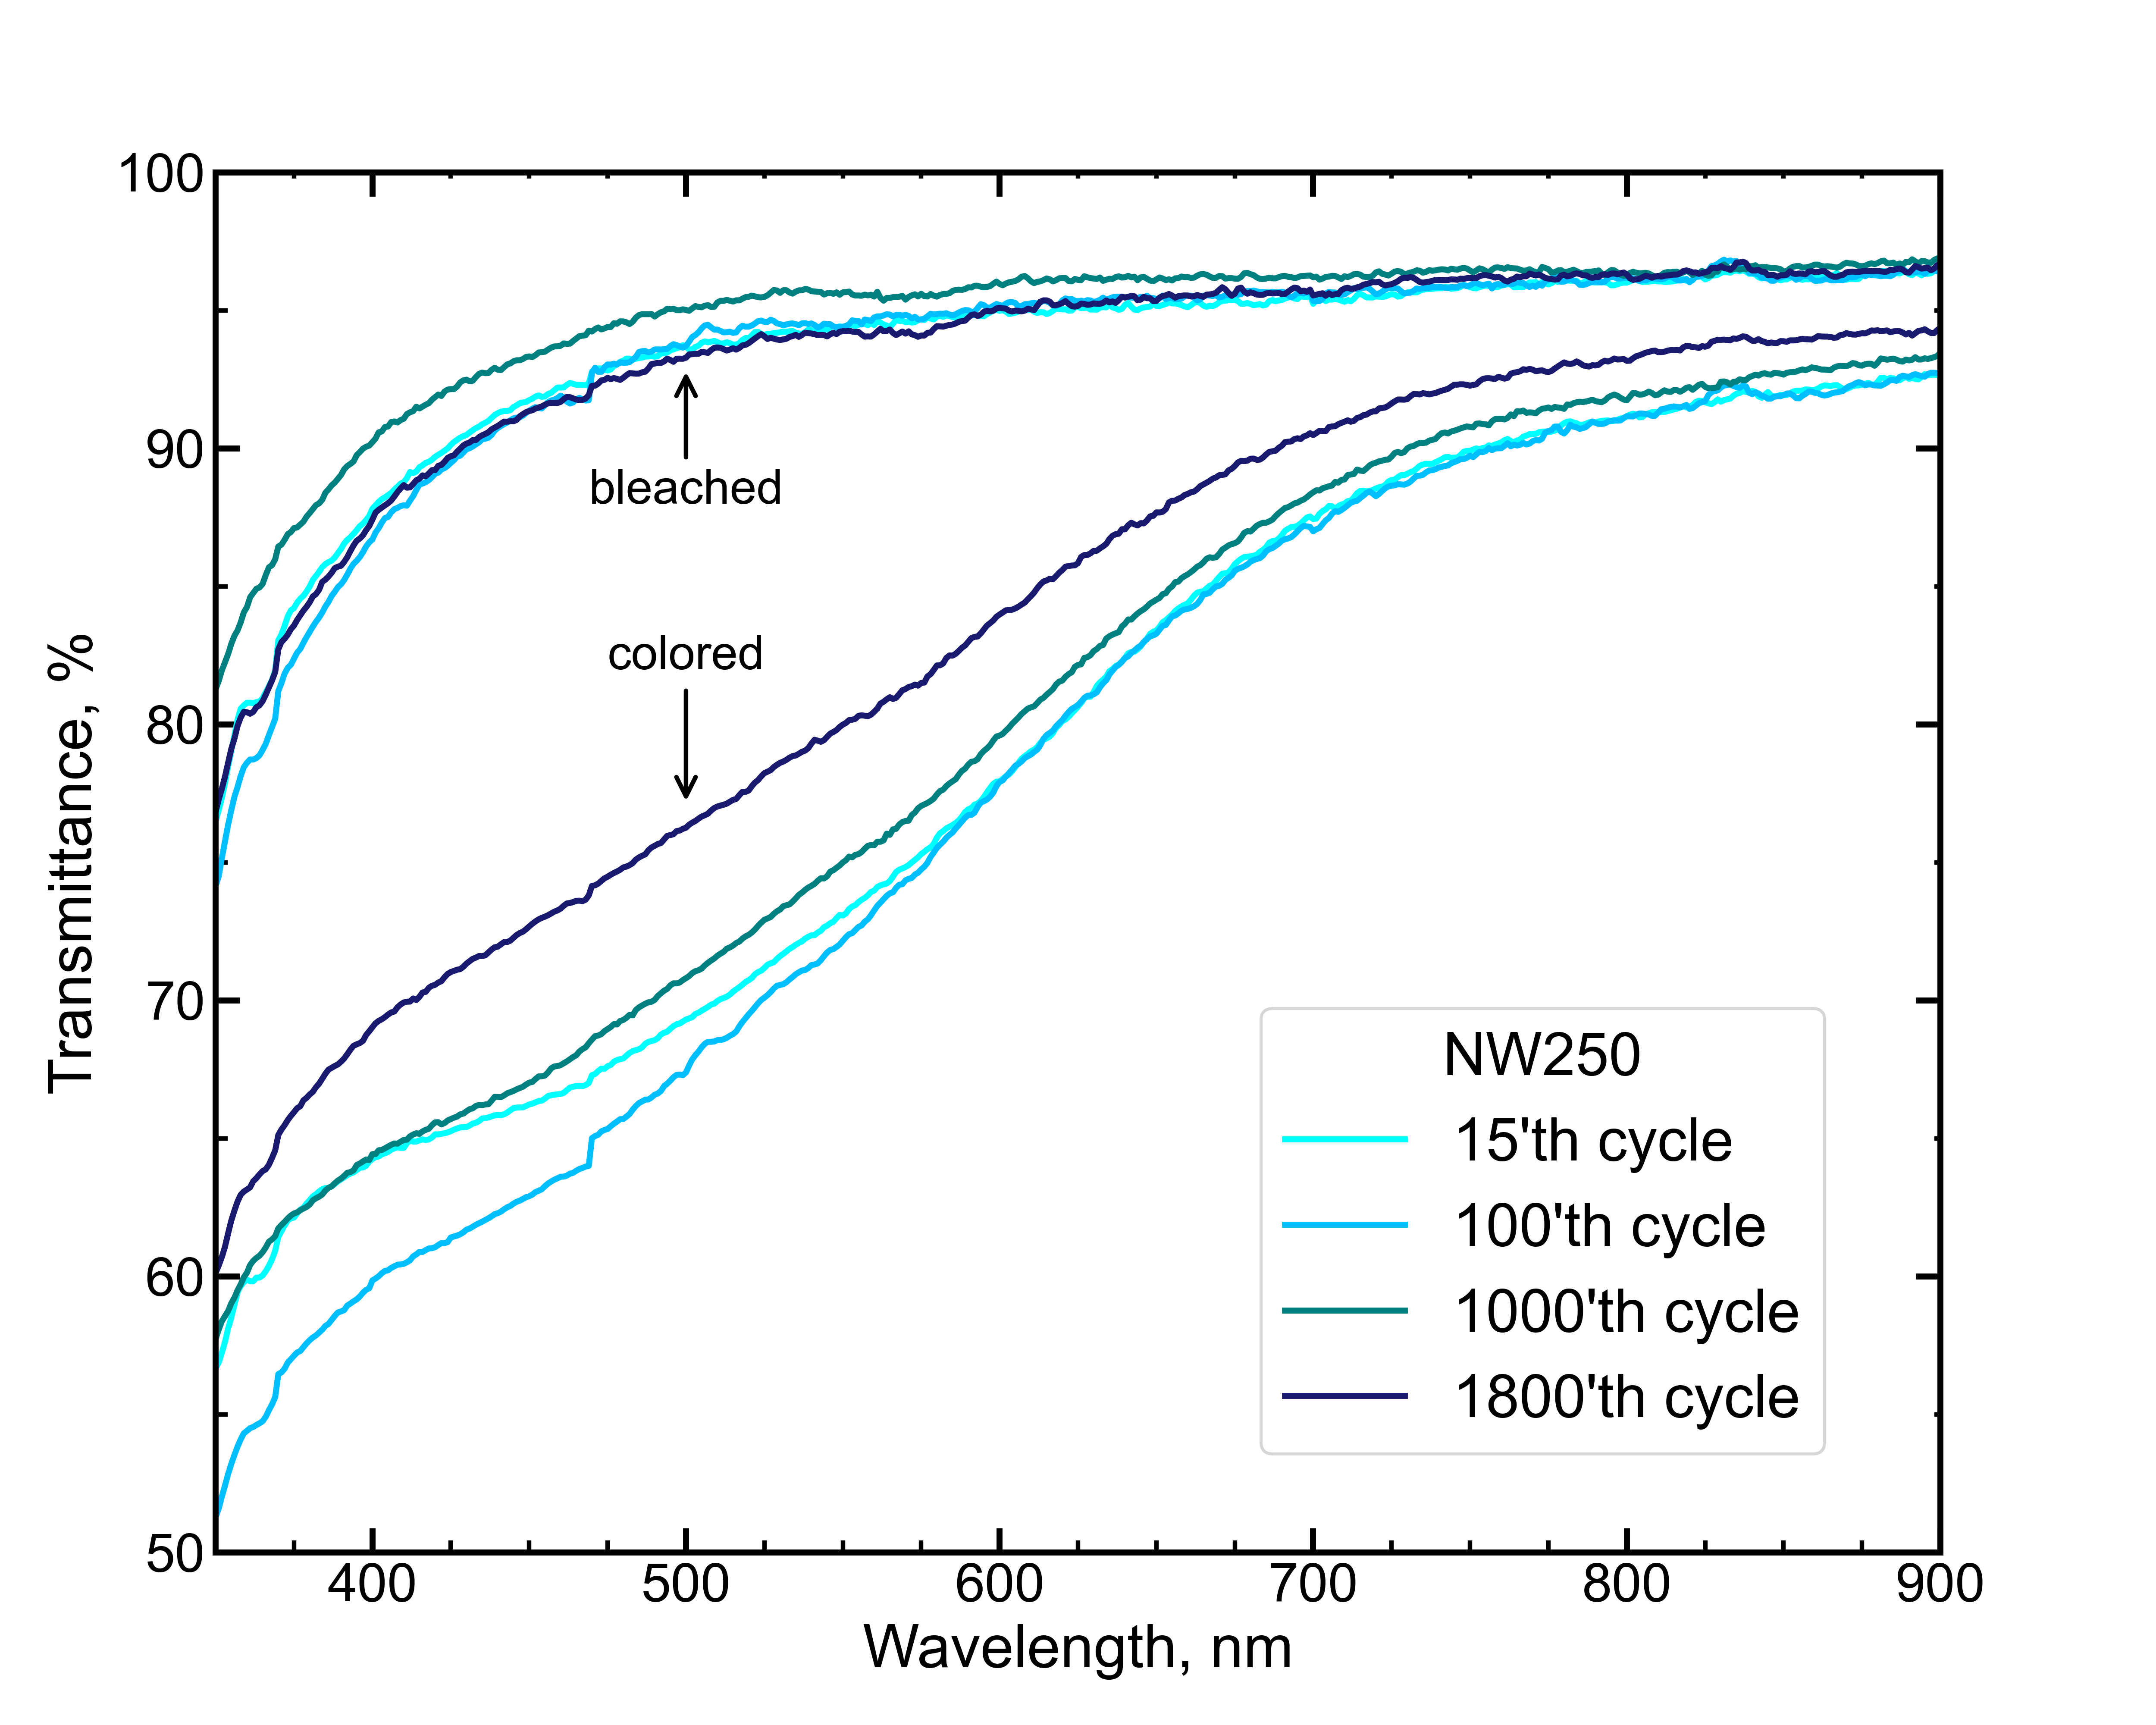 100
90
80
70
60
50
400
500
600
700
800
900
Transmittance, %
Wavelength, nm
bleached
colored
NW250
15'th cycle
100'th cycle
1000'th cycle
1800'th cycle